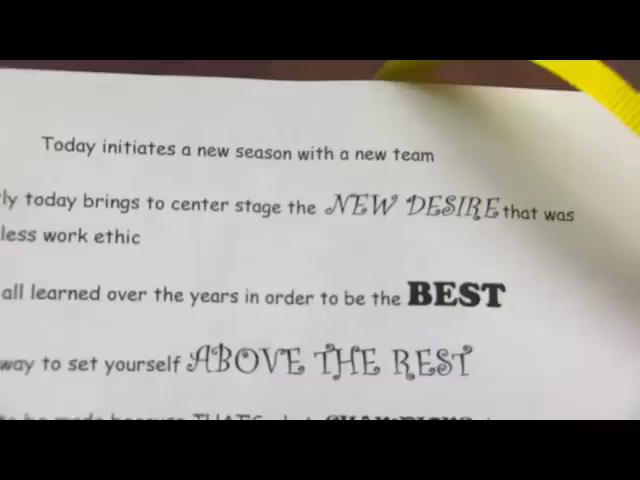 Today initiates a new season with a new team
ly today brings to center stage the NEW DESIRE that was
less work ethic
all learned over the years in order to be the BEST
way to set yourself ABOVE THE REST
THAT'S